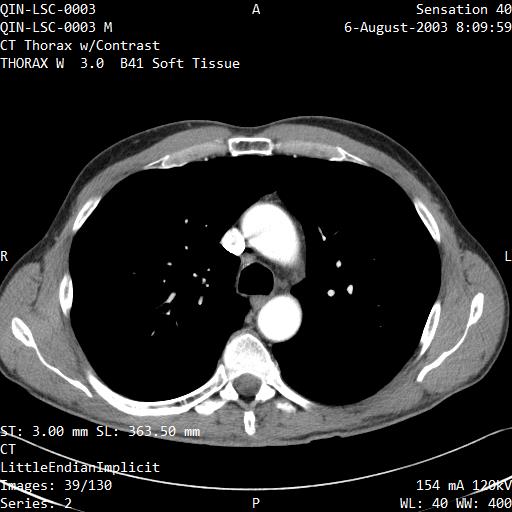 QIN-LSC-0003 A Sensation 40
QIN-LSC-0003 M 6-August-2003 8:09:59
CT Thorax w/Contrast
THORAX W 3.0 B41 Soft Tissue
R L
ST: 3.00 mm SL: 363.50 mm
CT
LittleEndianImplicit
Images: 39/130 154 mA 120kV
Series: 2 P WL: 40 WW: 400